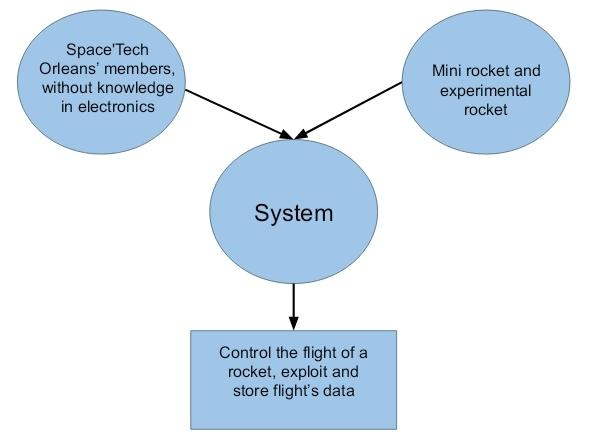 Space'Tech
Orleans' members,
without knowledge
in electronics
Mini rocket and
experimental
rocket
System
Control the flight of a
rocket, exploit and
store flight's data